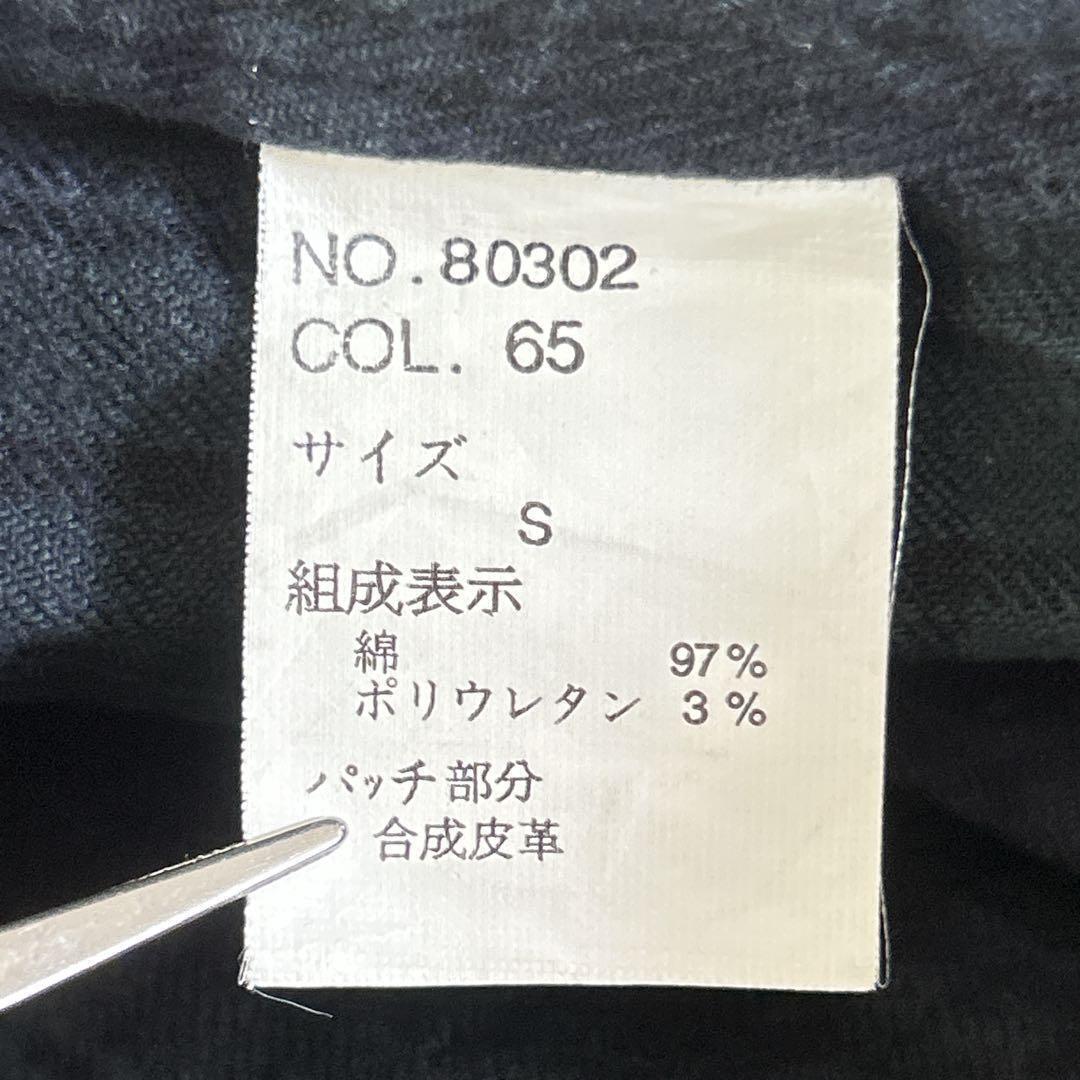 NO.80302
COL. 65
サイズ
S
組成表示
綿 97%
ポリウレタン 3%
パッチ部分
合成皮革